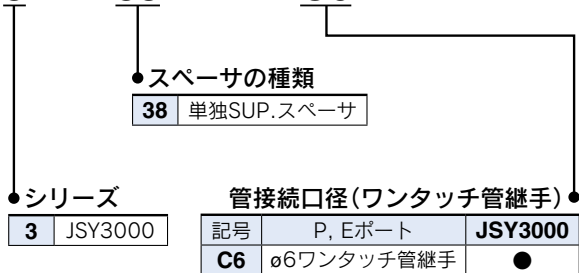 スペーサの種類
38 単独SUP.スペーサ
シリーズ
3 JSY3000
管接続口径(ワンタッチ管継手)
記号 P, Eポート JSY3000
C6 ø6ワンタッチ管継手 ●